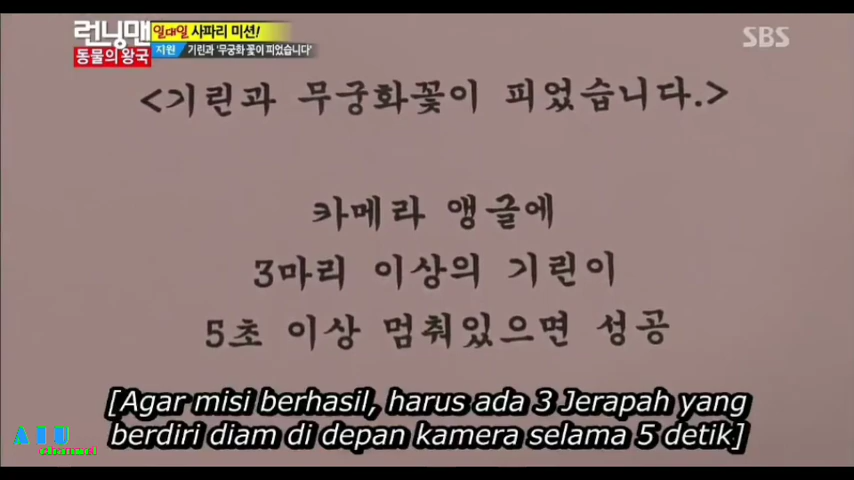 런닝맨 일대일 사파리 미션!
동물의 왕국 지원 기린과 '무궁화 꽃이 피었습니다'
SBS
<기린과 무궁화꽃이 피었습니다.>
카메라 앵글에
3마리 이상의 기린이
5초 이상 멈춰있으면 성공
[Agar misi berhasil, harus ada 3 Jerapah yang
berdiri diam di depan kamera selama 5 detik]
AIU
Channel